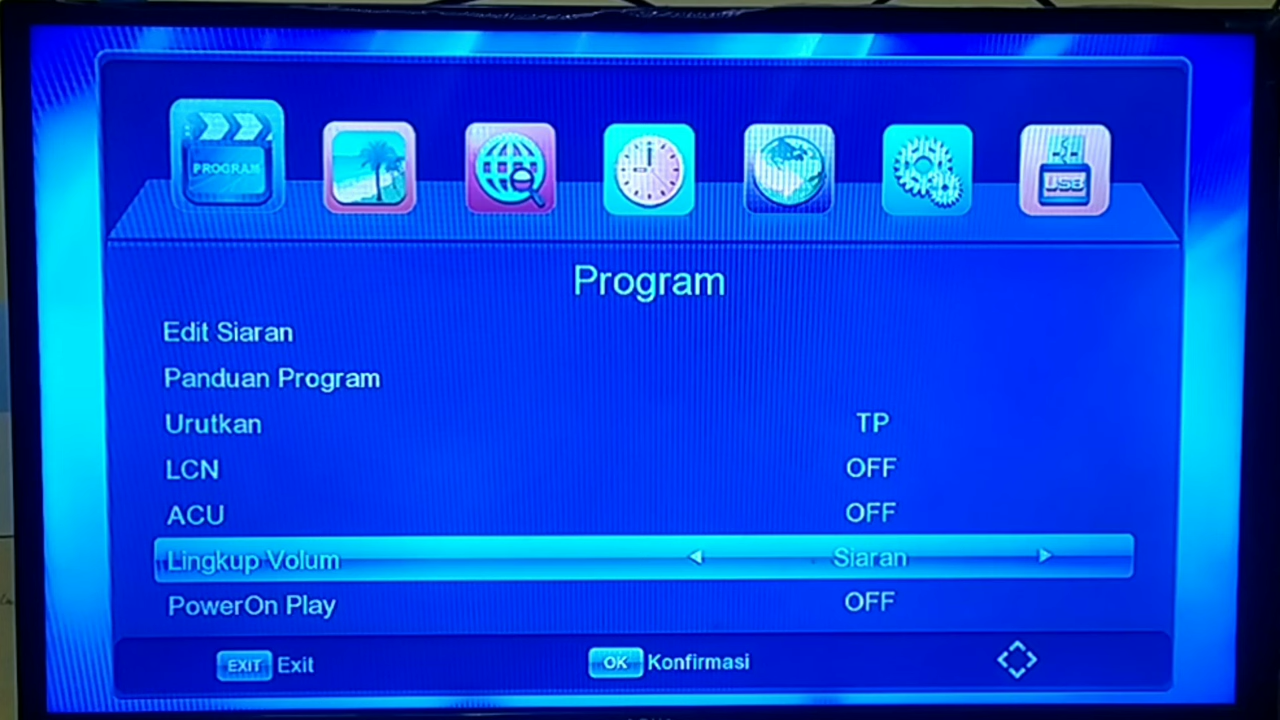 PROGRAM
USB
Program
Edit Siaran
Panduan Program
Urutkan TP
LCN OFF
ACU OFF
Lingkup Volum Siaran
PowerOn Play OFF
EXIT Exit OK Konfirmasi